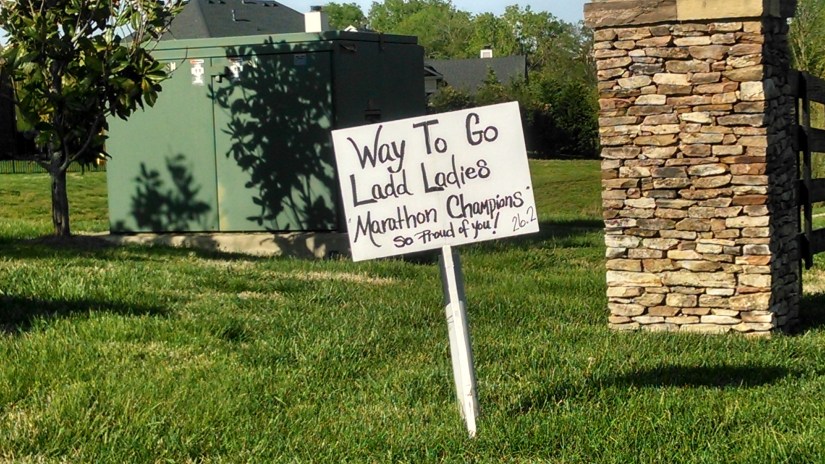 Way To Go
Ladd Ladies
"Marathon Champions"
So Proud of you! 26.2